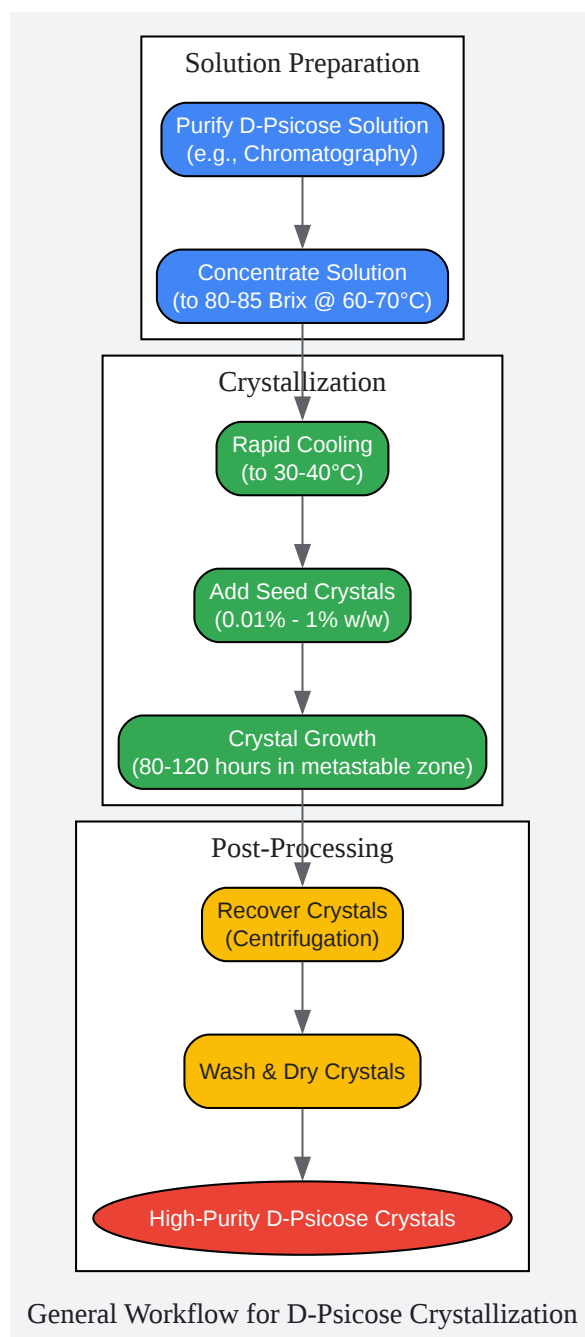 Solution Preparation
Purify D-Psicose Solution
(e.g., Chromatography)
Concentrate Solution
(to 80-85 Brix @ 60-70°C)
Crystallization
Rapid Cooling
(to 30-40°C)
Add Seed Crystals
(0.01% - 1% w/w)
Crystal Growth
(80-120 hours in metastable zone)
Post-Processing
Recover Crystals
(Centrifugation)
Wash & Dry Crystals
High-Purity D-Psicose Crystals
General Workflow for D-Psicose Crystallization